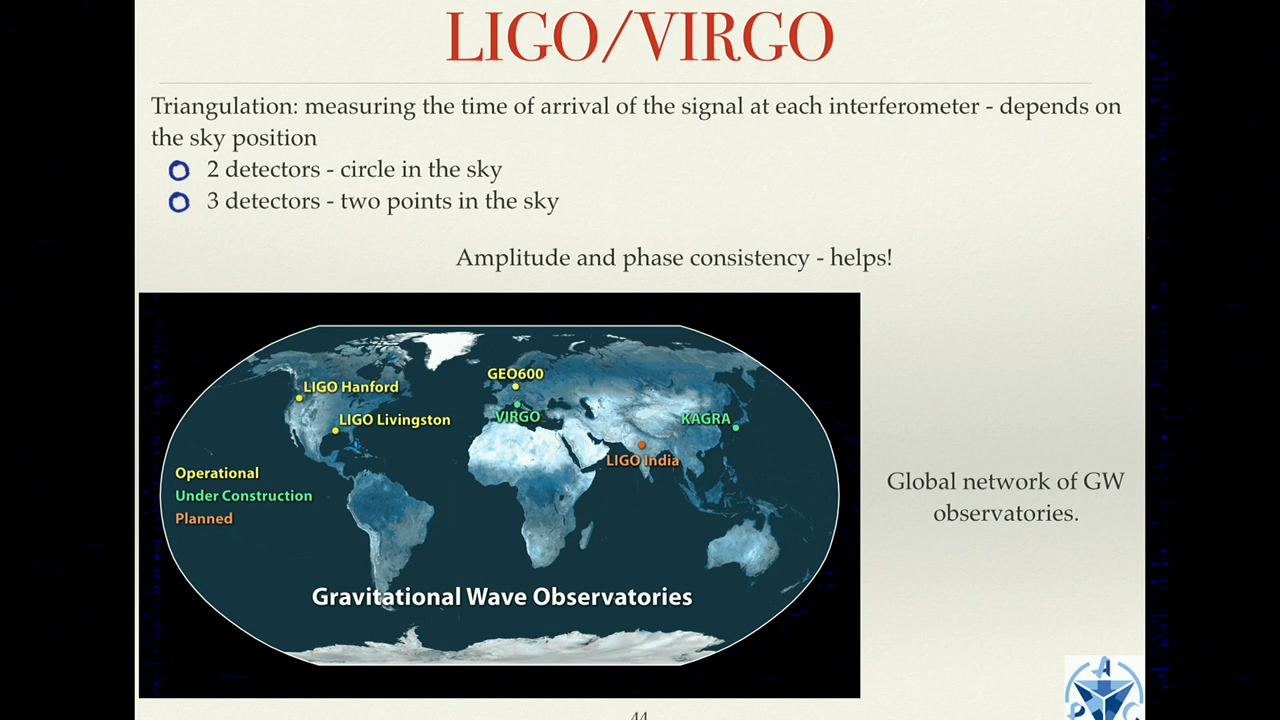 LIGO/VIRGO
Triangulation: measuring the time of arrival of the signal at each interferometer - depends on
the sky position
2 detectors - circle in the sky
3 detectors - two points in the sky
Amplitude and phase consistency - helps!
GEO600
LIGO Hanford
VIRGO
KAGRA
LIGO Livingston
LIGO India
Operational
Under Construction
Planned
Global network of GW
observatories.
Gravitational Wave Observatories
A
P C
44